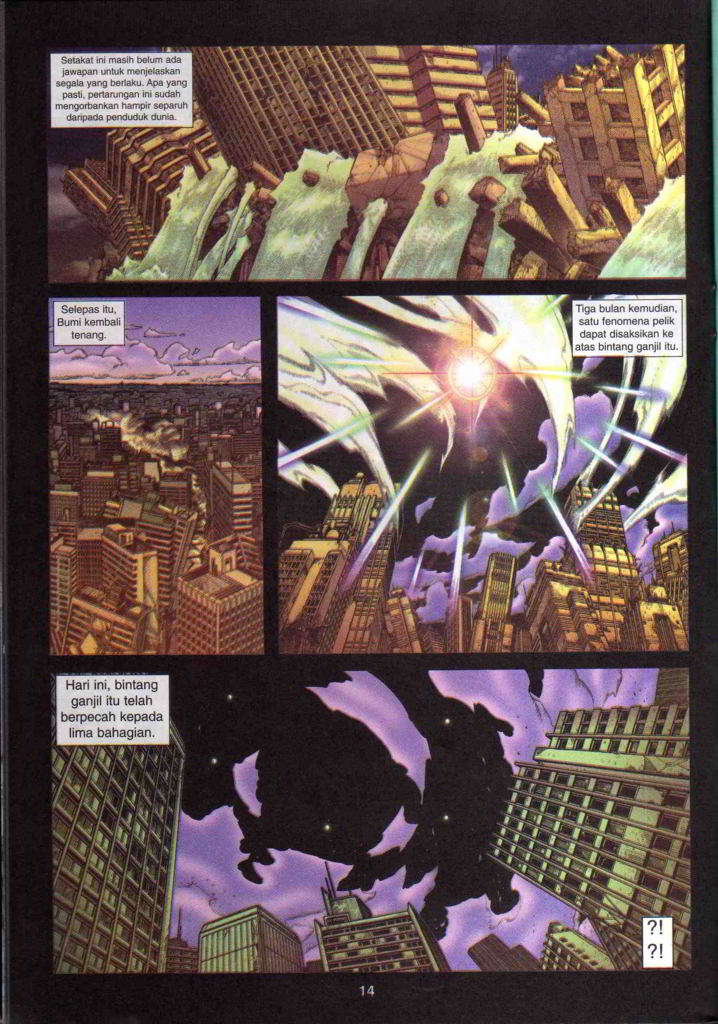 Setakat ini masih belum ada
jawapan untuk menjelaskan
segala yang berlaku. Apa yang
pasti, pertarungan ini sudah
mengorbankan hampir separuh
daripada penduduk dunia.
Selepas itu,
Bumi kembali
tenang.
Tiga bulan kemudian,
satu fenomena pelik
dapat disaksikan ke
atas bintang ganjil itu.
Hari ini, bintang
ganjil itu telah
berpecah kepada
lima bahagian.
?!
?!
14